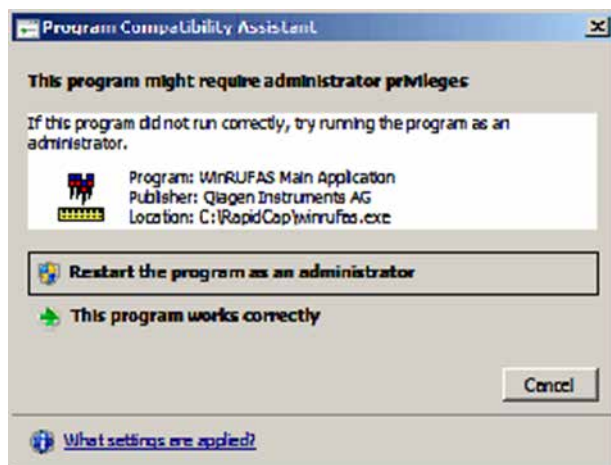 Program Compatibility Assistant
This program might require administrator privileges
If this program did not run correctly, try running the program as an
administrator.
Program: WinRUFAS Main Application
Publisher: Qiagen Instruments AG
Location: C:\RapidCap\winrufas.exe
Restart the program as an administrator
This program works correctly
Cancel
What settings are applied?